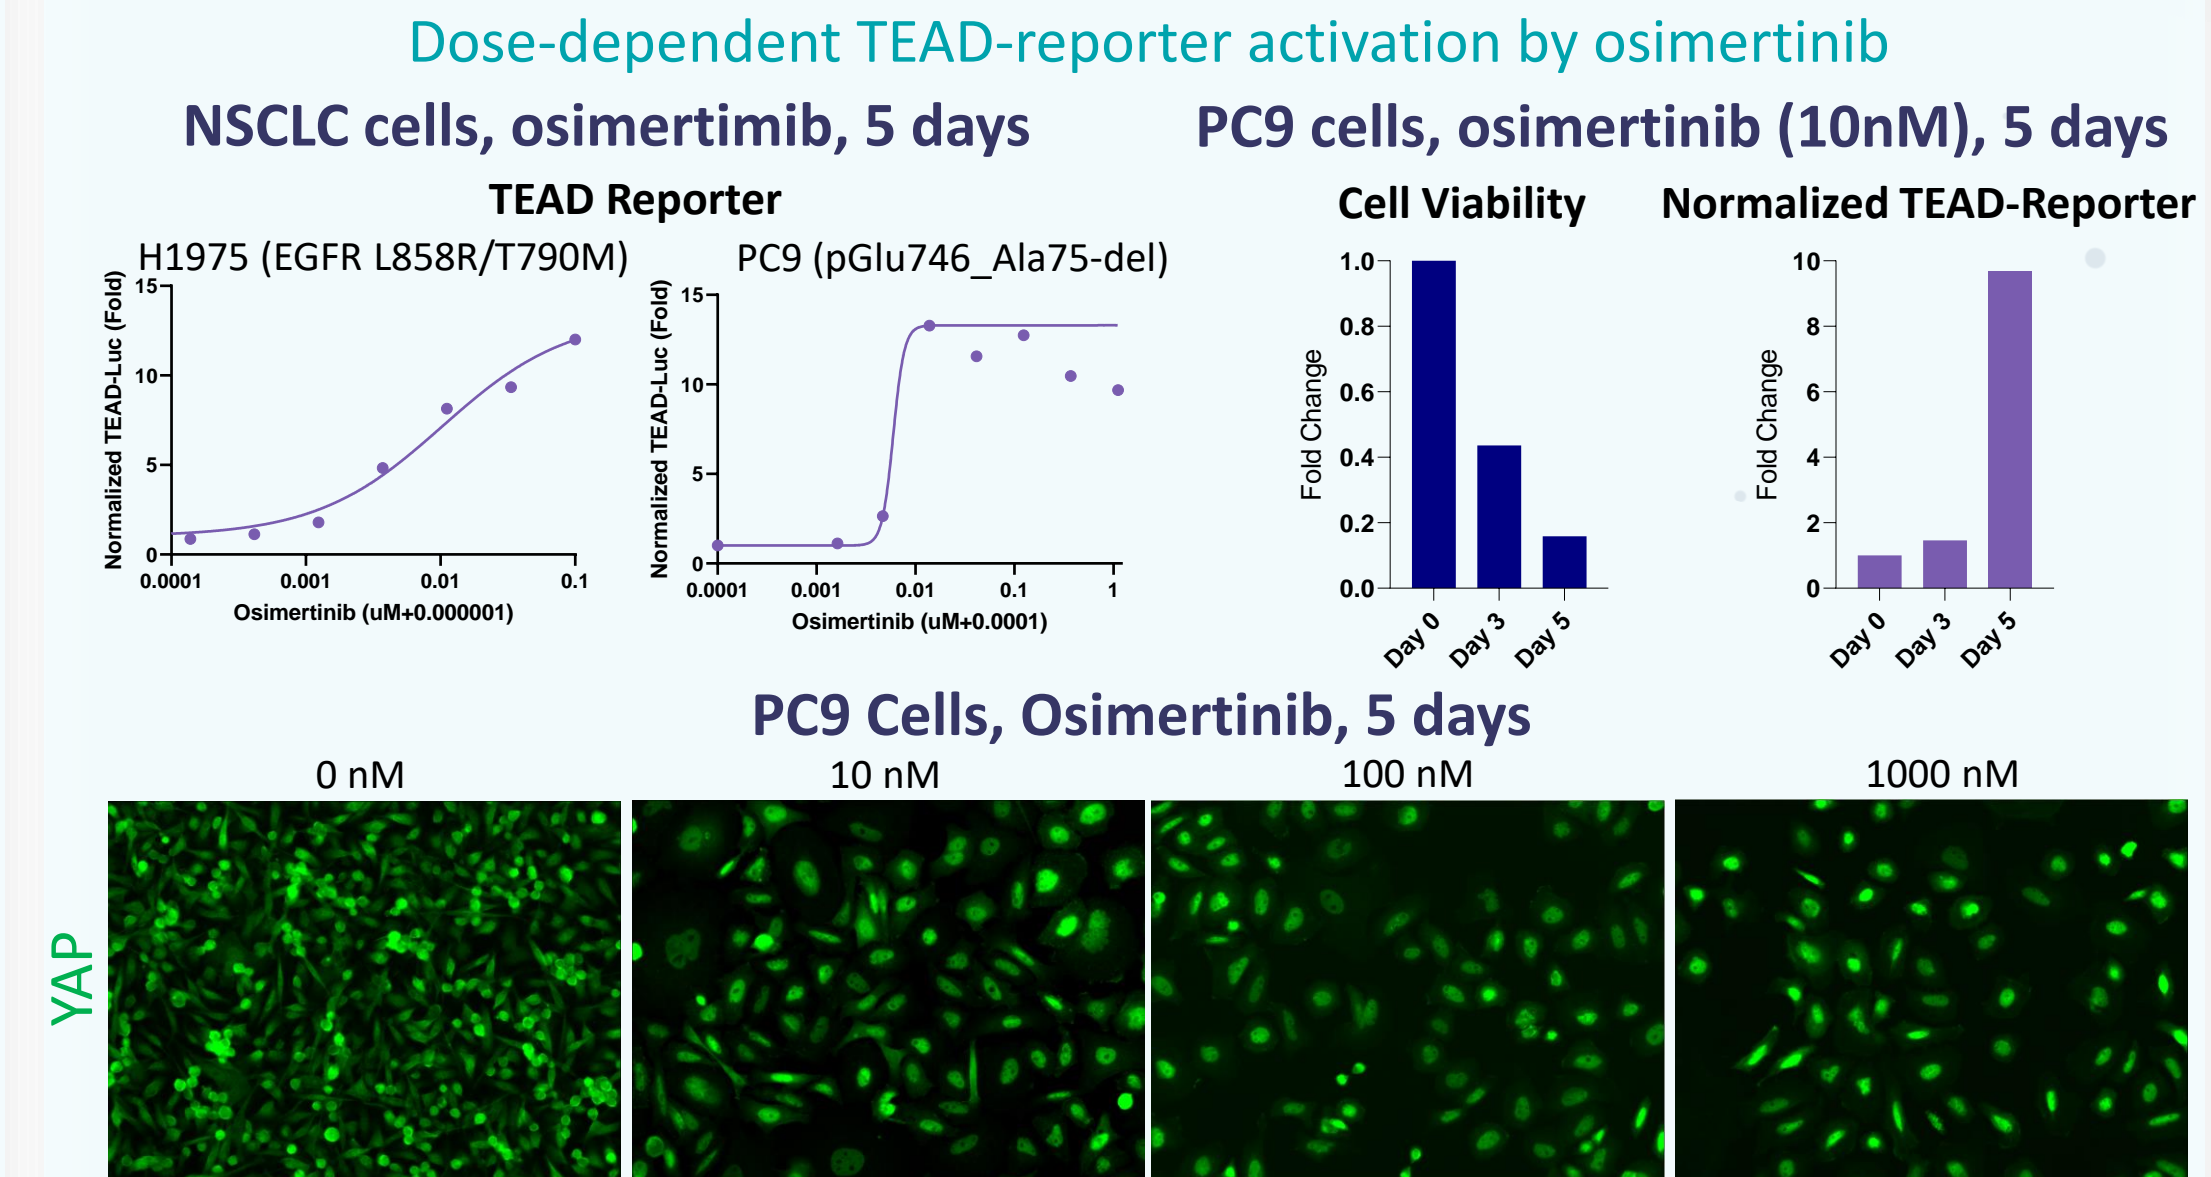 Dose-dependent TEAD-reporter activation by osimertinib
NSCLC cells, osimertimib, 5 days
PC9 cells, osimertinib (10nM), 5 days
TEAD Reporter
H1975 (EGFR L858R/T790M)
Normalized TEAD-Luc (Fold)
15
10
5
0
0.0001 0.001 0.01 0.1
Osimertinib (uM+0.000001)
PC9 (pGlu746_Ala75-del)
Normalized TEAD-Luc (Fold)
15
10
5
0
0.0001 0.001 0.01 0.1 1
Osimertinib (uM+0.0001)
Cell Viability
Fold Change
1.0
0.8
0.6
0.4
0.2
0.0
Day 0 Day 3 Day 5
Normalized TEAD-Reporter
Fold Change
10
8
6
4
2
0
Day 0 Day 3 Day 5
PC9 Cells, Osimertinib, 5 days
0 nM 10 nM 100 nM 1000 nM
YAP